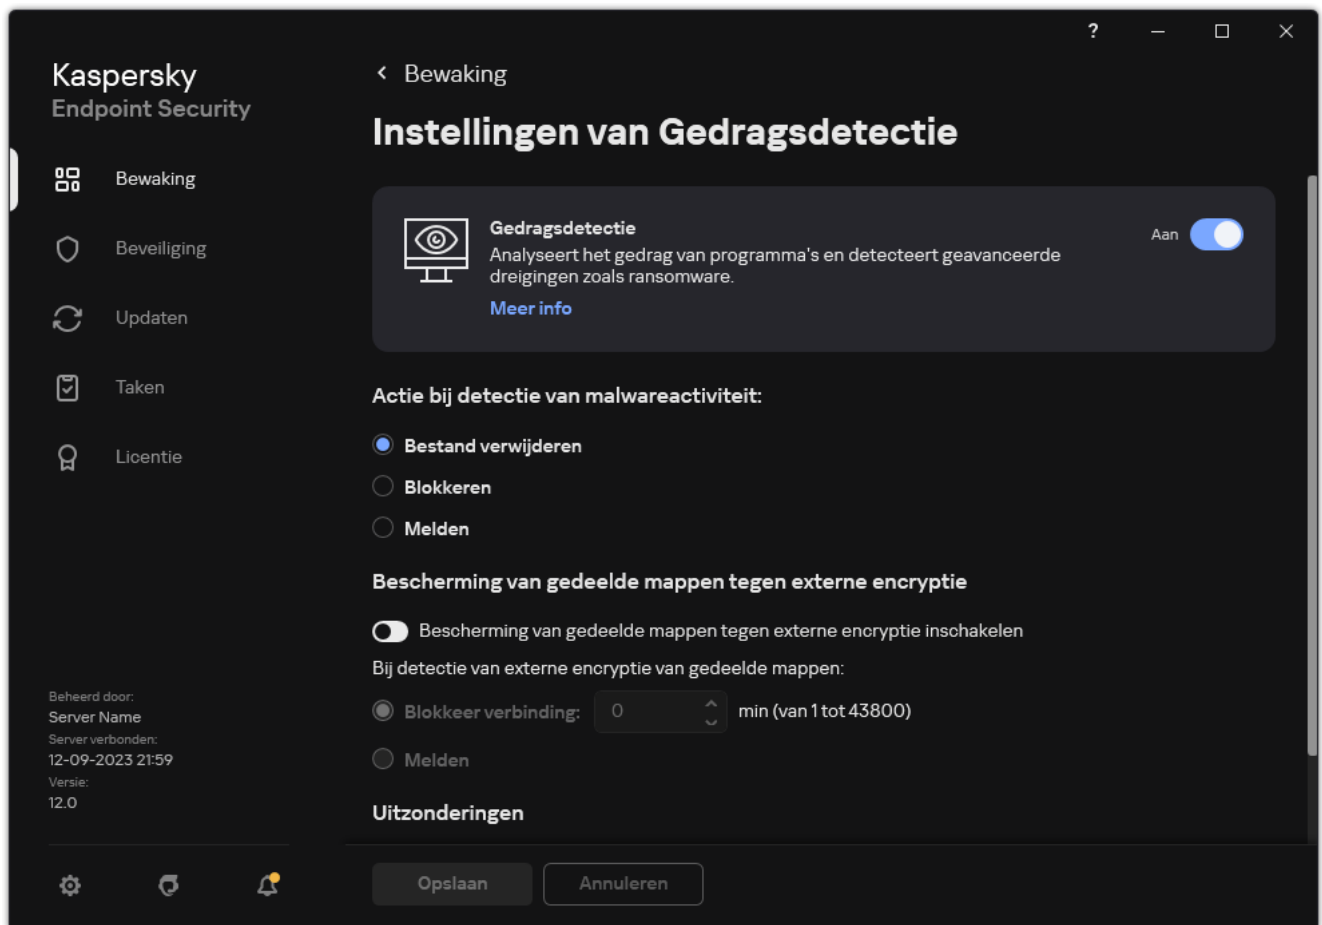 ?
Kaspersky
Endpoint Security
Bewaking
Beveiliging
Updaten
Taken
Licentie
Beheerd door:
Server Name
Server verbonden:
12-09-2023 21:59
Versie:
12.0
Bewaking
Instellingen van Gedragsdetectie
Gedragsdetectie
Analyseert het gedrag van programma's en detecteert geavanceerde
dreigingen zoals ransomware.
Meer info
Aan
Actie bij detectie van malwareactiviteit:
Bestand verwijderen
Blokkeren
Melden
Bescherming van gedeelde mappen tegen externe encryptie
Bescherming van gedeelde mappen tegen externe encryptie inschakelen
Bij detectie van externe encryptie van gedeelde mappen:
Blokkeer verbinding: 0 min (van 1 tot 43800)
Melden
Uitzonderingen
Opslaan Annuleren